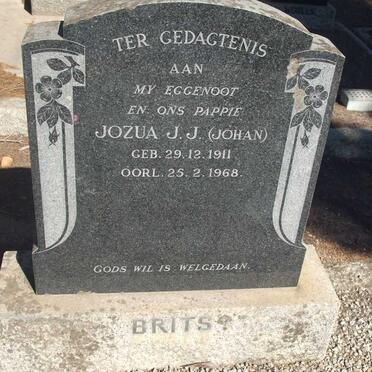 TER GEDAGTENIS
AAN
MY EGGENOOT
EN ONS PAPPIE
JOZUA J.J. (JOHAN)
GEB. 29.12.1911
OORL. 25.2.1968.
GODS WIL IS WELGEDAAN.
BRITS